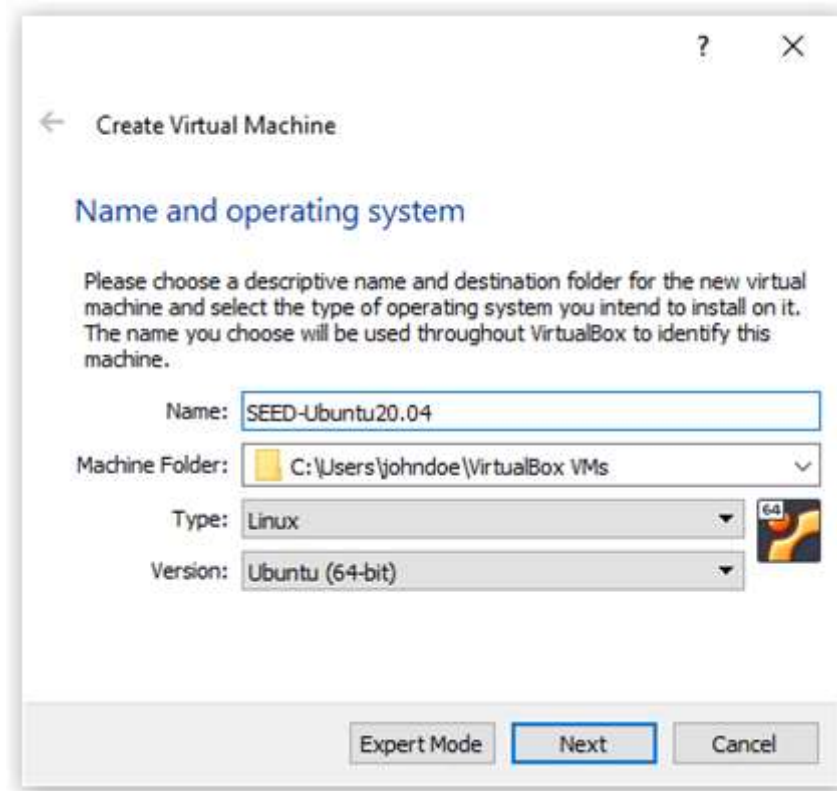 ?
Create Virtual Machine
Name and operating system
Please choose a descriptive name and destination folder for the new virtual
machine and select the type of operating system you intend to install on it.
The name you choose will be used throughout VirtualBox to identify this
machine.
Name: SEED-Ubuntu20.04
Machine Folder: C:\Users\johndoe\VirtualBox VMs
Type: Linux
64
Version: Ubuntu (64-bit)
Expert Mode Next Cancel